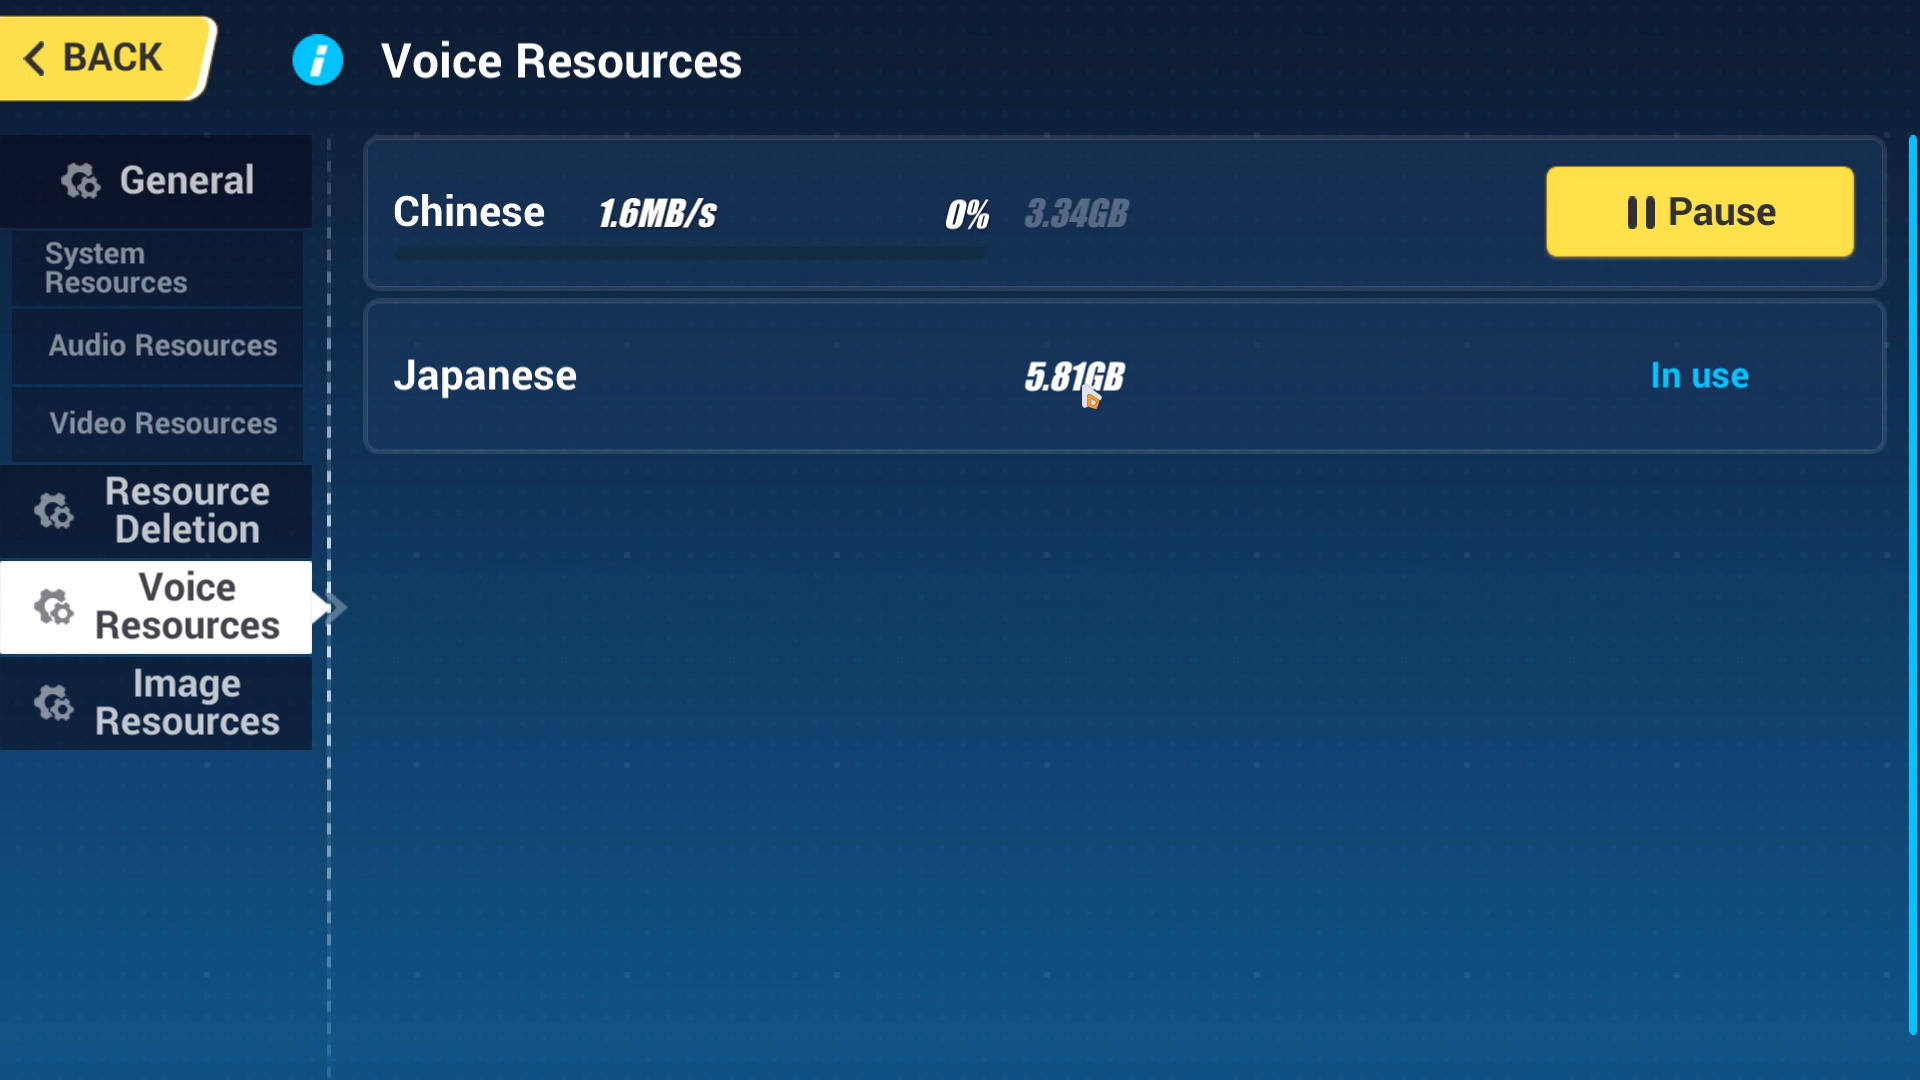 BACK
Voice Resources
General
System
Resources
Audio Resources
Video Resources
Resource
Deletion
Voice
Resources
Image
Resources
Chinese 1.6MB/s 0% 3.34GB Pause
Japanese 5.81GB In use